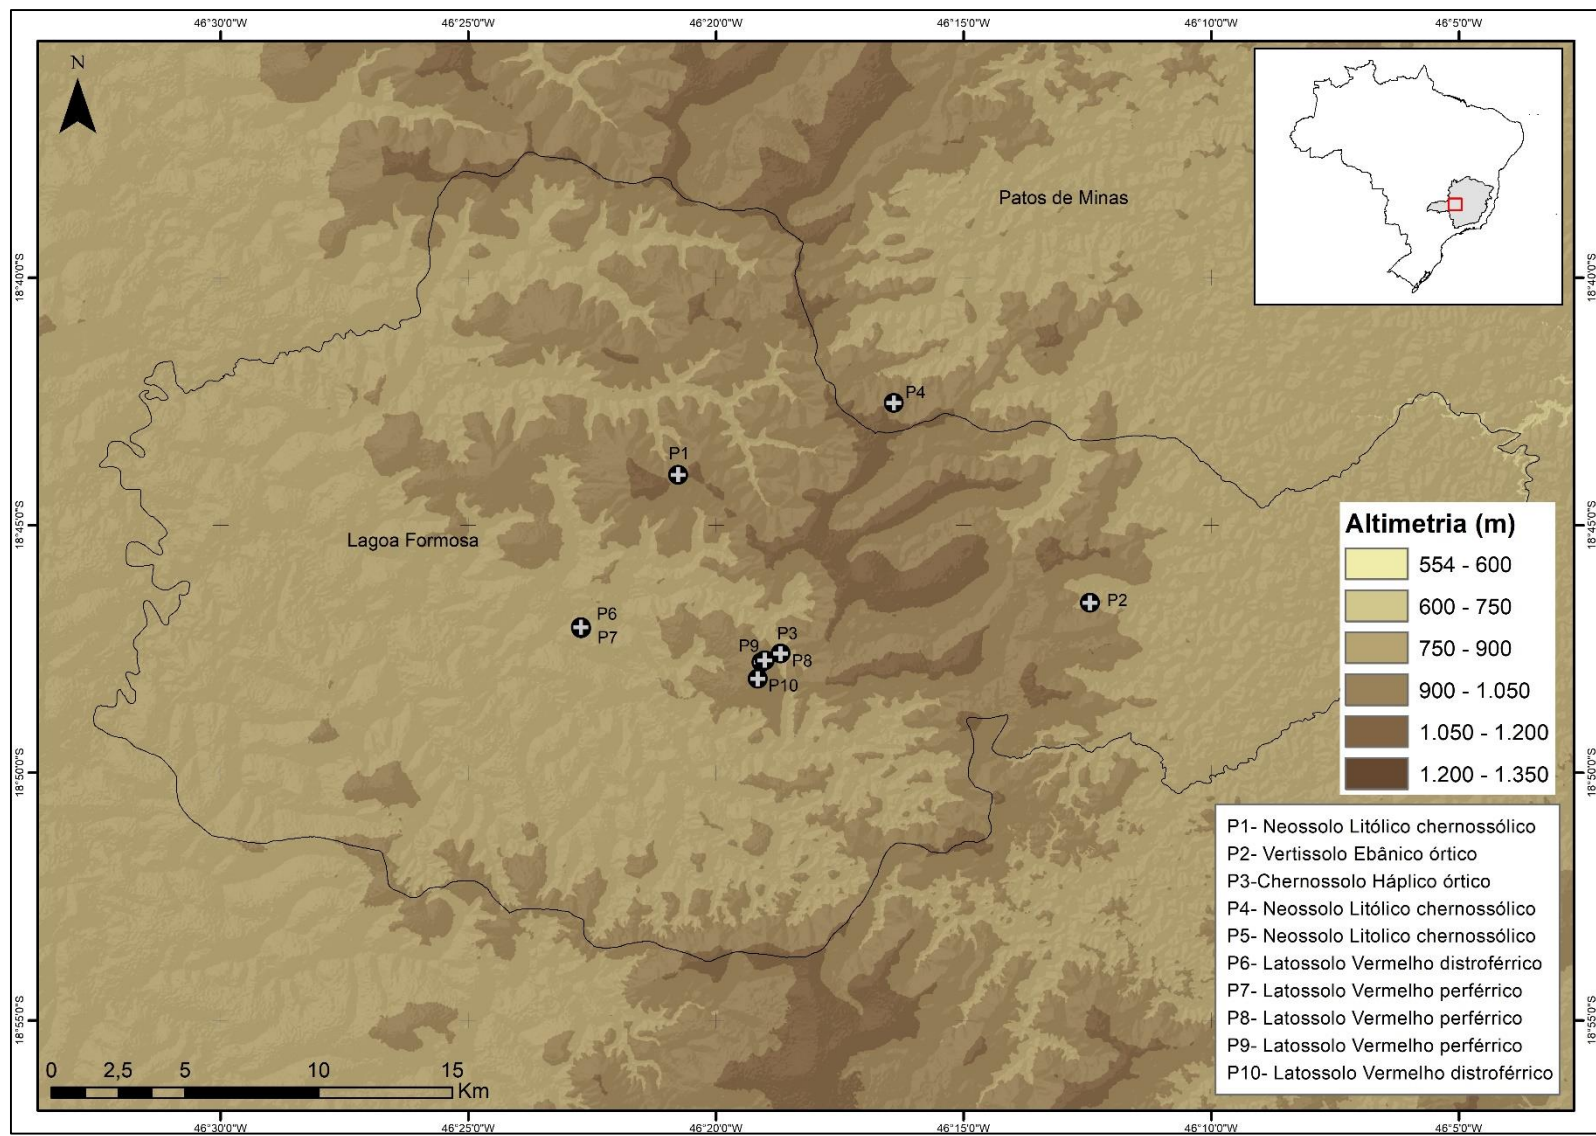 46°30'0"W 46°25'0"W 46°20'0"W 46°15'0"W 46°10'0"W 46°5'0"W
N
Patos de Minas
18°40'0"S 18°40'0"S
P4
P1
18°45'0"S 18°45'0"S
Lagoa Formosa
Altimetria (m)
554 - 600
600 - 750
750 - 900
900 - 1.050
1.050 - 1.200
1.200 - 1.350
P2
P6
P7
P3
P9
P8
P10
18°50'0"S 18°50'0"S
P1- Neossolo Litólico chernossólico
P2- Vertissolo Ebânico órtico
P3-Chernossolo Háplico órtico
P4- Neossolo Litólico chernossólico
P5- Neossolo Litolico chernossólico
P6- Latossolo Vermelho distroférrico
P7- Latossolo Vermelho perférrico
P8- Latossolo Vermelho perférrico
P9- Latossolo Vermelho perférrico
P10- Latossolo Vermelho distroférrico
18°55'0"S 18°55'0"S
0 2,5 5 10 15
Km
46°30'0"W 46°25'0"W 46°20'0"W 46°15'0"W 46°10'0"W 46°5'0"W